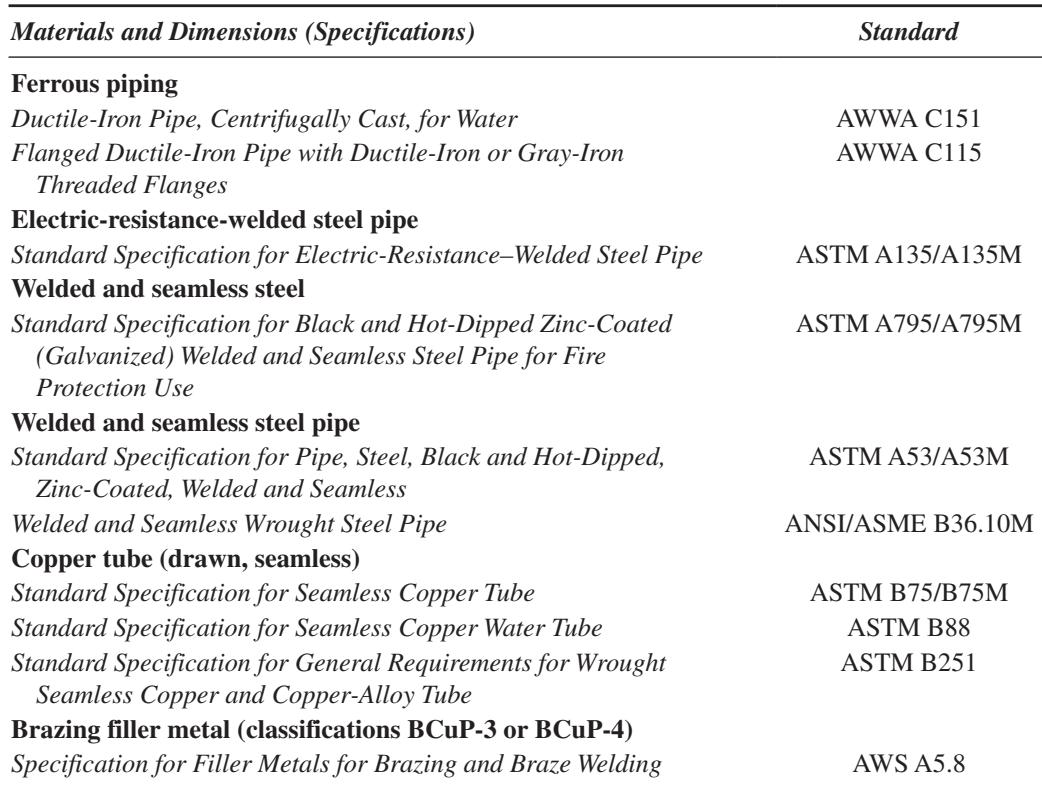 Materials and Dimensions (Specifications) Standard
Ferrous piping
Ductile-Iron Pipe, Centrifugally Cast, for Water AWWA C151
Flanged Ductile-Iron Pipe with Ductile-Iron or Gray-Iron AWWA C115
Threaded Flanges
Electric-resistance-welded steel pipe
Standard Specification for Electric-Resistance–Welded Steel Pipe ASTM A135/A135M
Welded and seamless steel
Standard Specification for Black and Hot-Dipped Zinc-Coated ASTM A795/A795M
(Galvanized) Welded and Seamless Steel Pipe for Fire
Protection Use
Welded and seamless steel pipe
Standard Specification for Pipe, Steel, Black and Hot-Dipped, ASTM A53/A53M
Zinc-Coated, Welded and Seamless
Welded and Seamless Wrought Steel Pipe ANSI/ASME B36.10M
Copper tube (drawn, seamless)
Standard Specification for Seamless Copper Tube ASTM B75/B75M
Standard Specification for Seamless Copper Water Tube ASTM B88
Standard Specification for General Requirements for Wrought ASTM B251
Seamless Copper and Copper-Alloy Tube
Brazing filler metal (classifications BCuP-3 or BCuP-4)
Specification for Filler Metals for Brazing and Braze Welding AWS A5.8